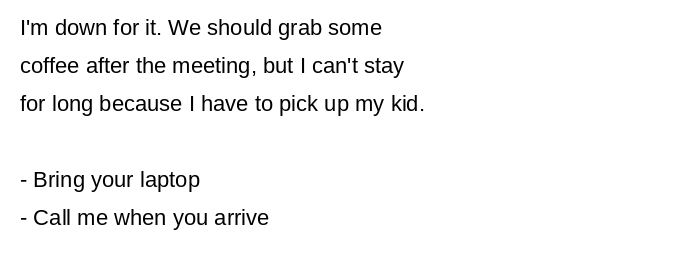 I'm down for it. We should grab some
coffee after the meeting, but I can't stay
for long because I have to pick up my kid.

- Bring your laptop
- Call me when you arrive